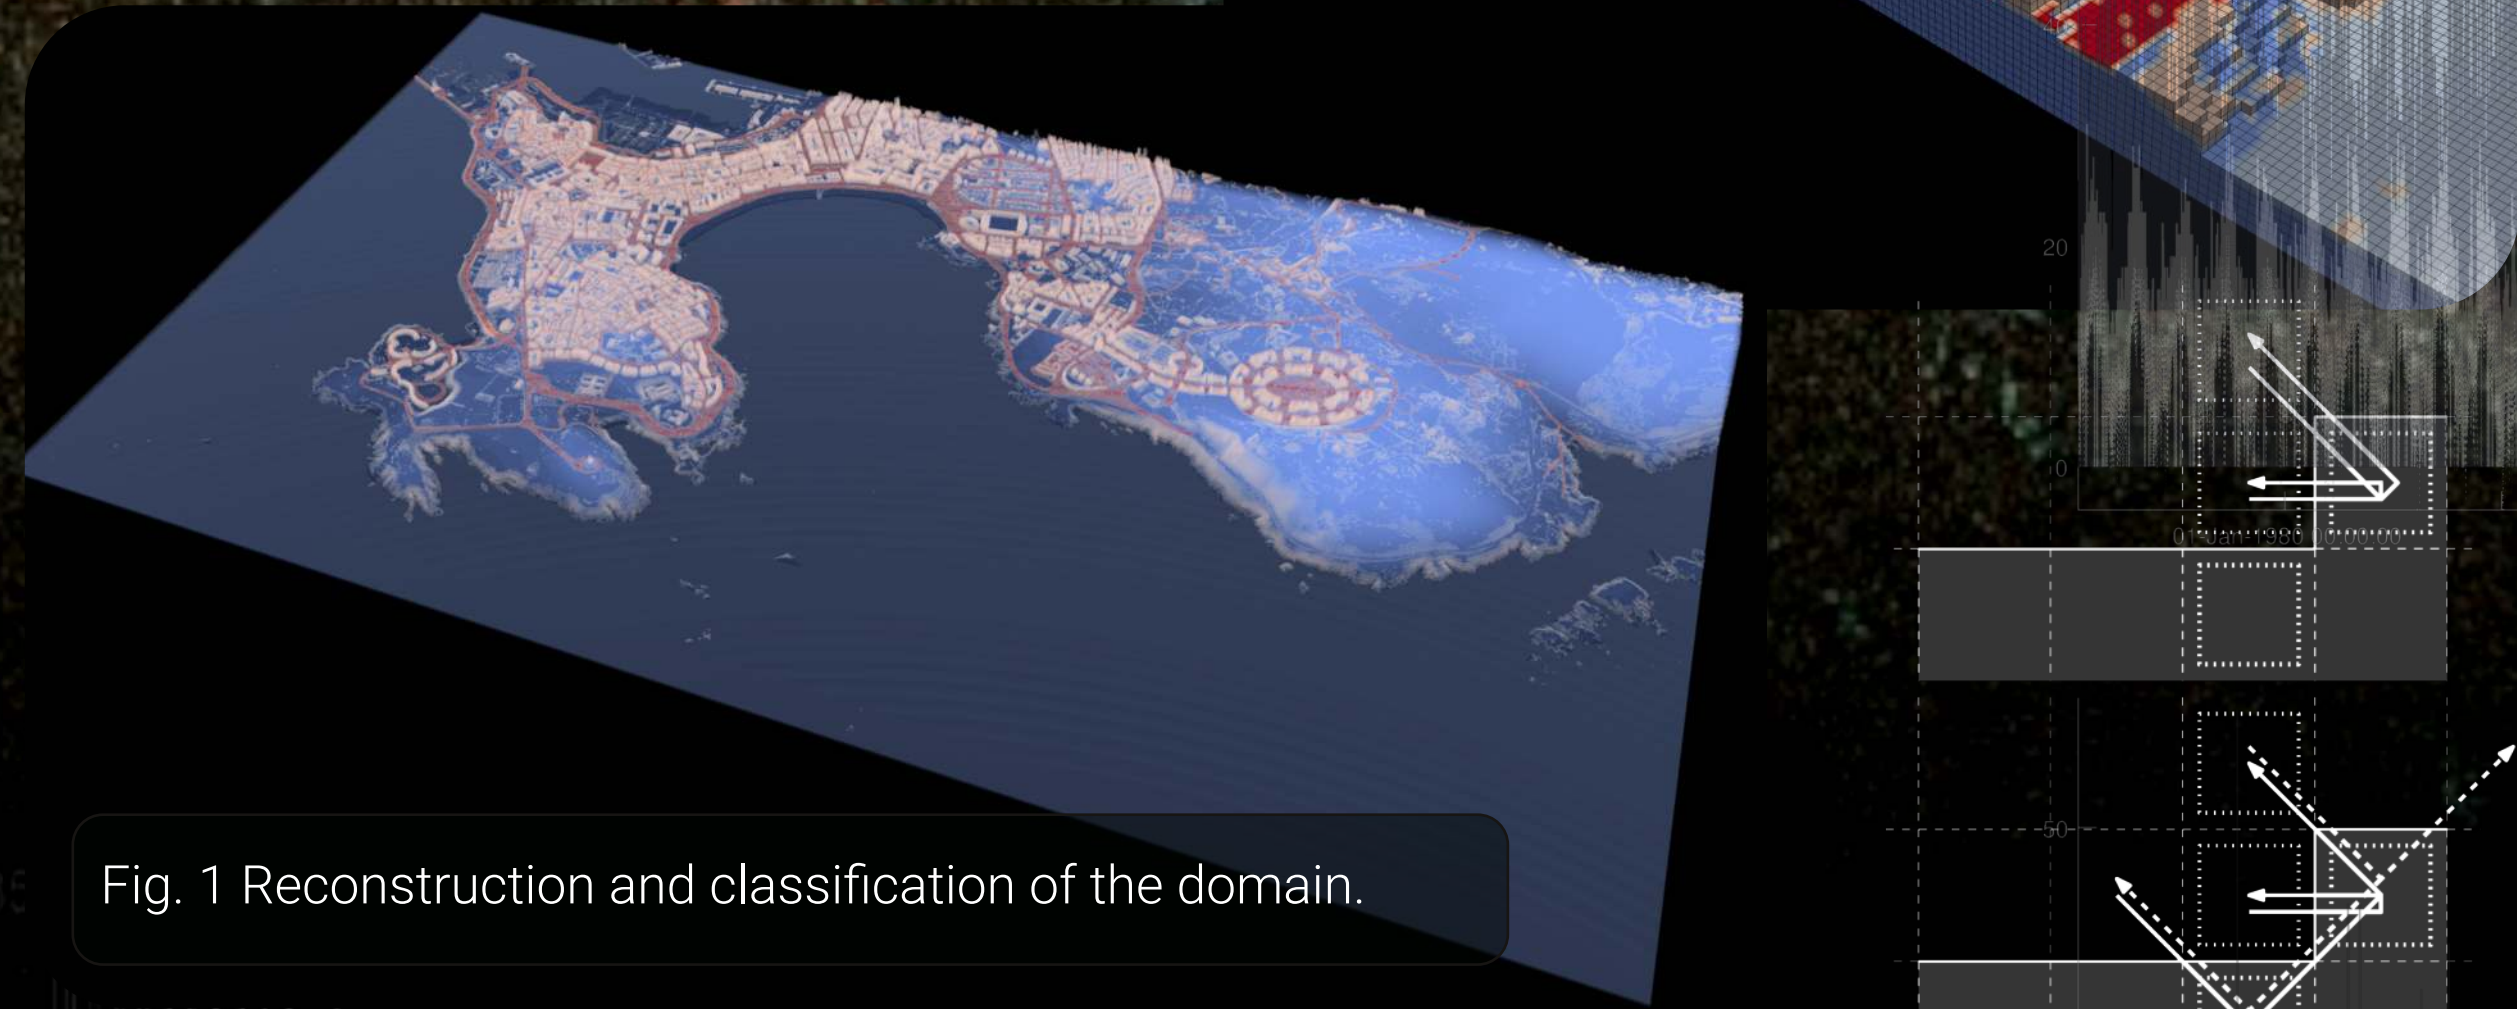 20
0
01-Jan-1980 00:00:00
50
Fig. 1 Reconstruction and classification of the domain.